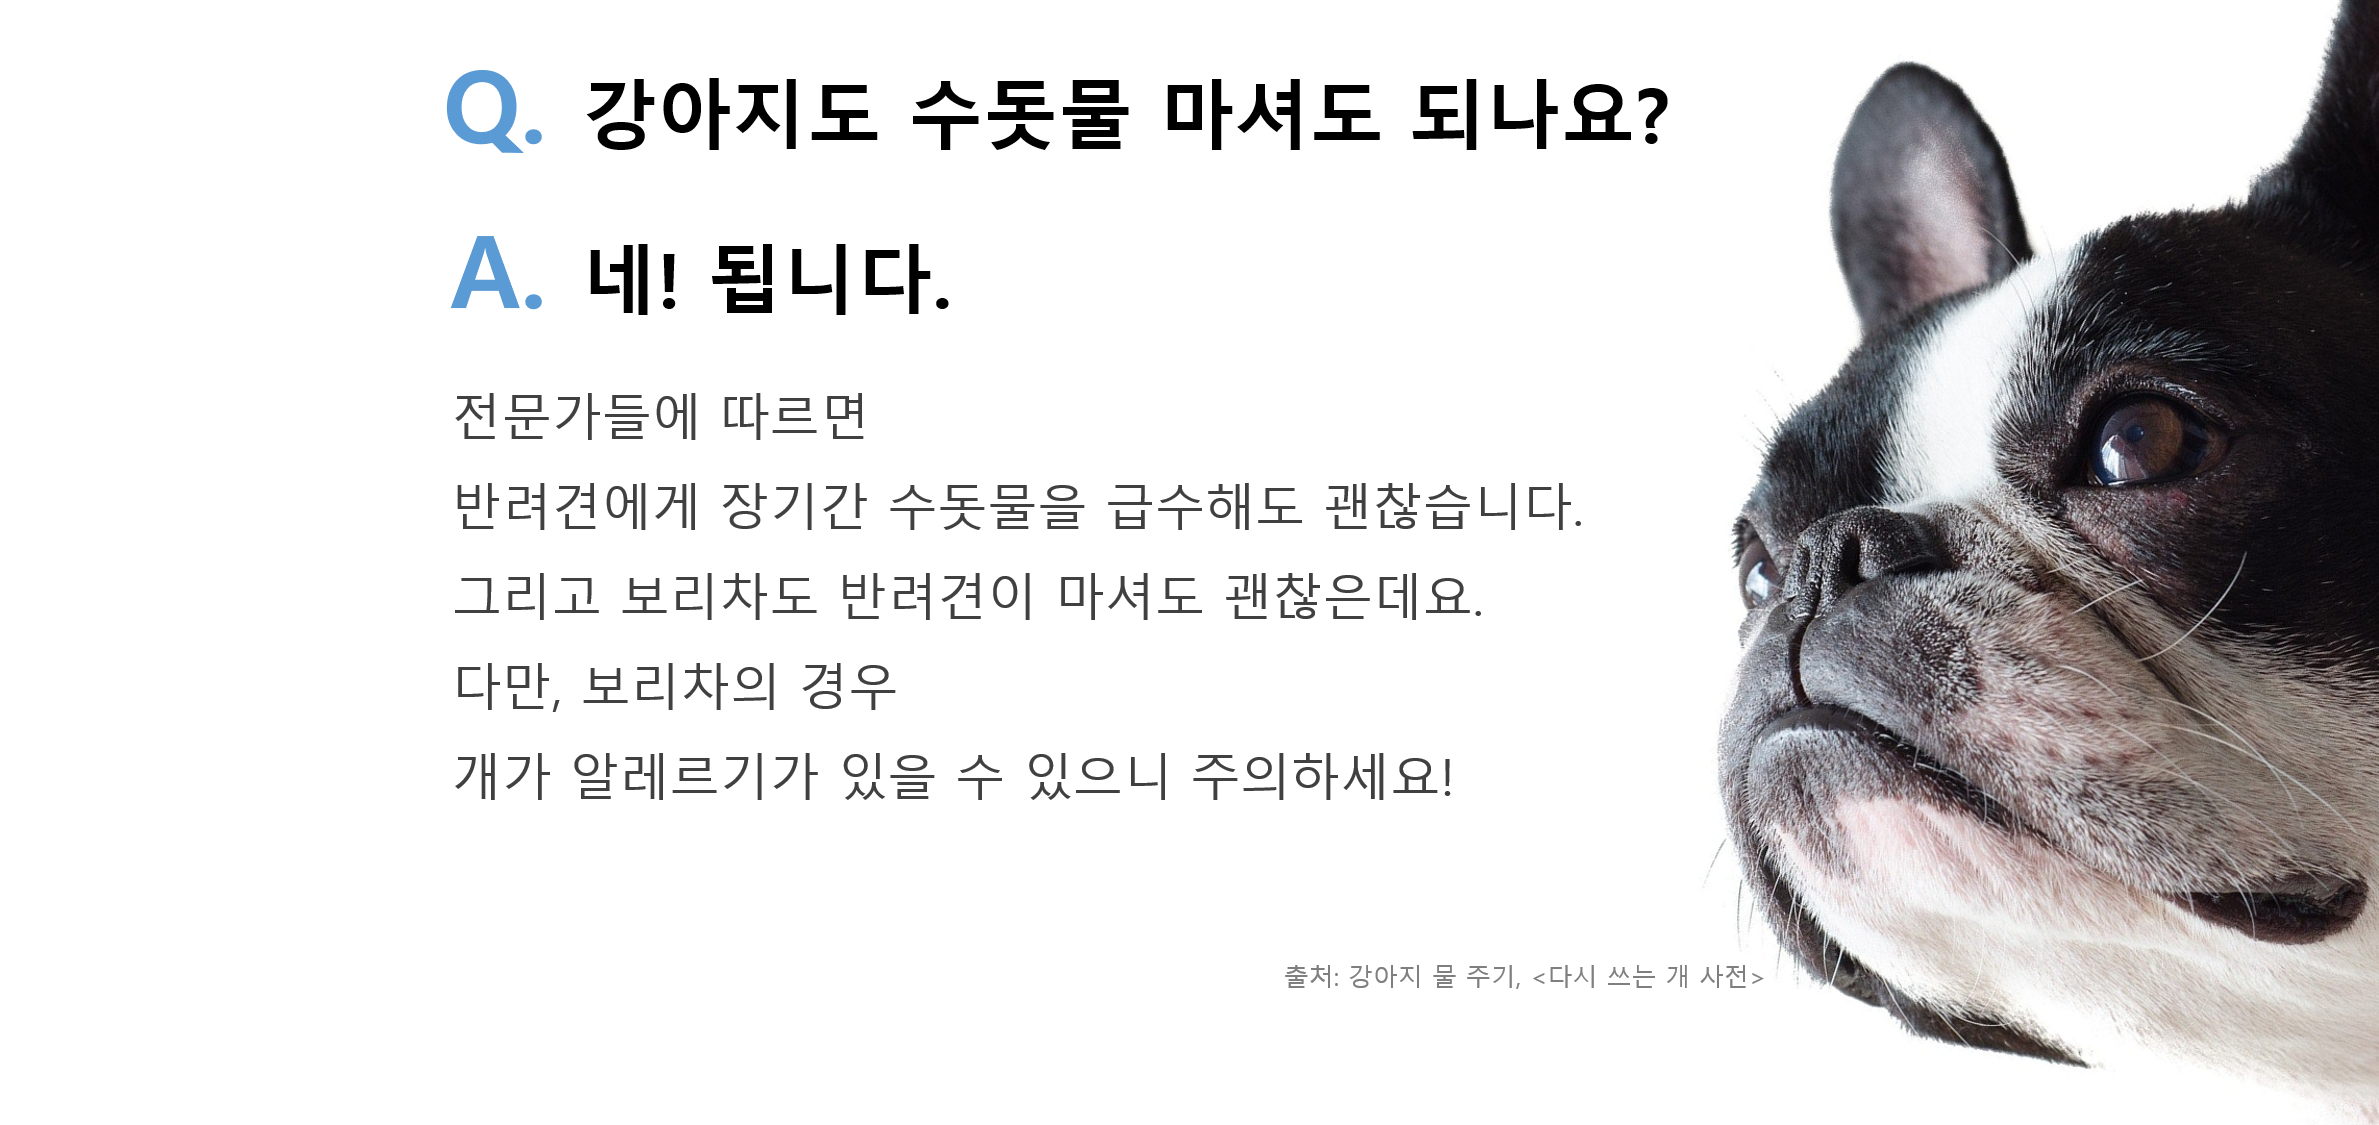 Q. 강아지도 수돗물 마셔도 되나요?
A. 네! 됩니다.
전문가들에 따르면
반려견에게 장기간 수돗물을 급수해도 괜찮습니다.
그리고 보리차도 반려견이 마셔도 괜찮은데요.
다만, 보리차의 경우
개가 알레르기가 있을 수 있으니 주의하세요!
출처: 강아지 물 주기, <다시 쓰는 개 사전>